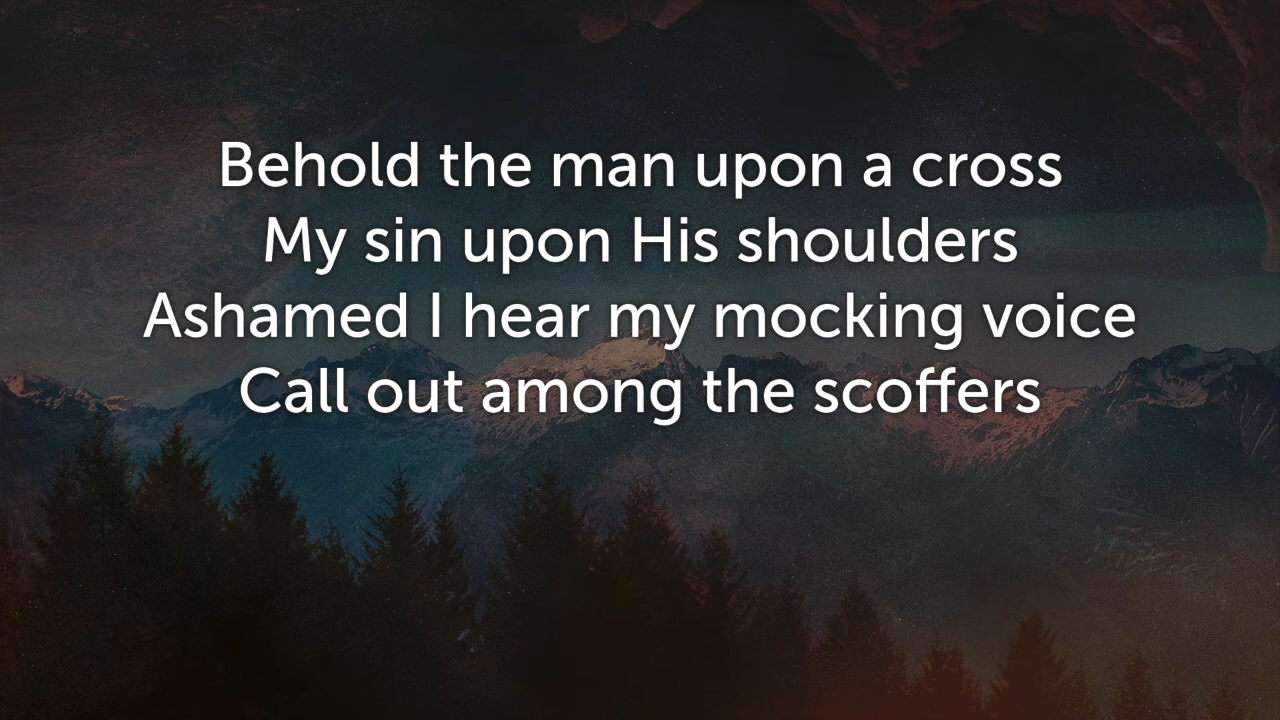 Behold the man upon a cross
My sin upon His shoulders
Ashamed I hear my mocking voice
Call out among the scoffers